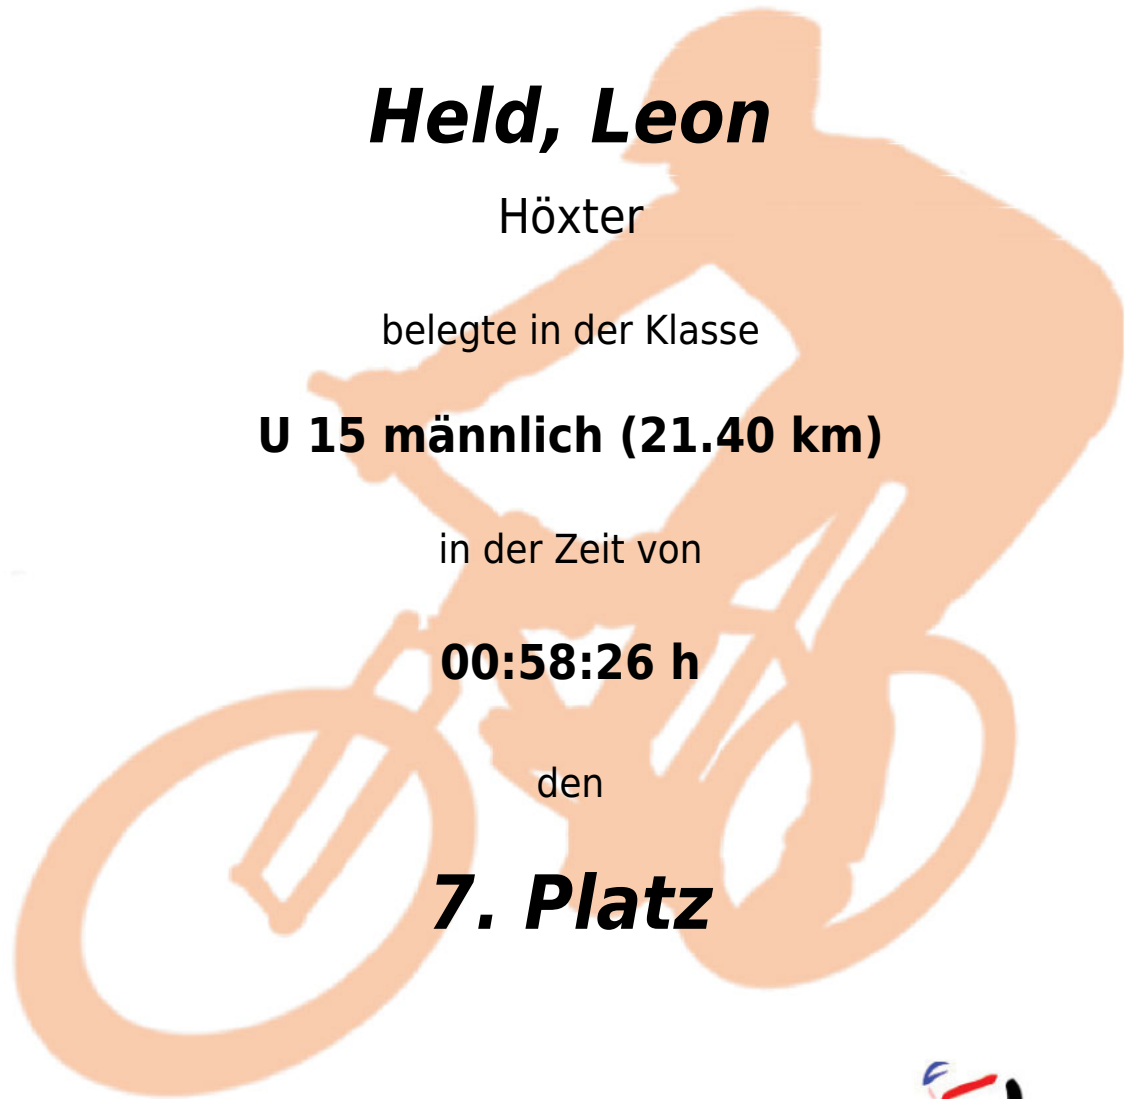 Held, Leon
Höxter
belegte in der Klasse
U 15 männlich (21.40 km)
in der Zeit von
00:58:26 h
den
7. Platz